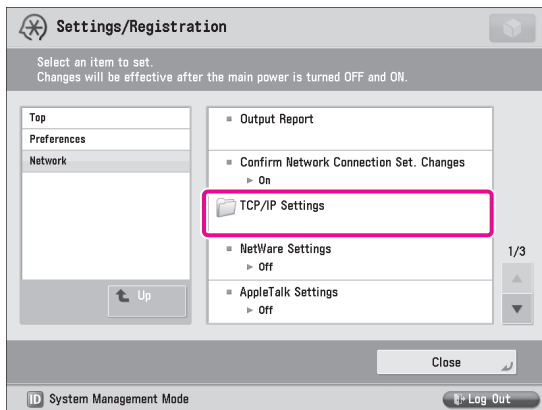 Settings/Registration
Select an item to set.
Changes will be effective after the main power is turned OFF and ON.
Top
Preferences
Network
Up
Output Report
Confirm Network Connection Set. Changes
► On
TCP/IP Settings
NetWare Settings
► Off
AppleTalk Settings
► Off
1/3
Close
ID System Management Mode
Log Out